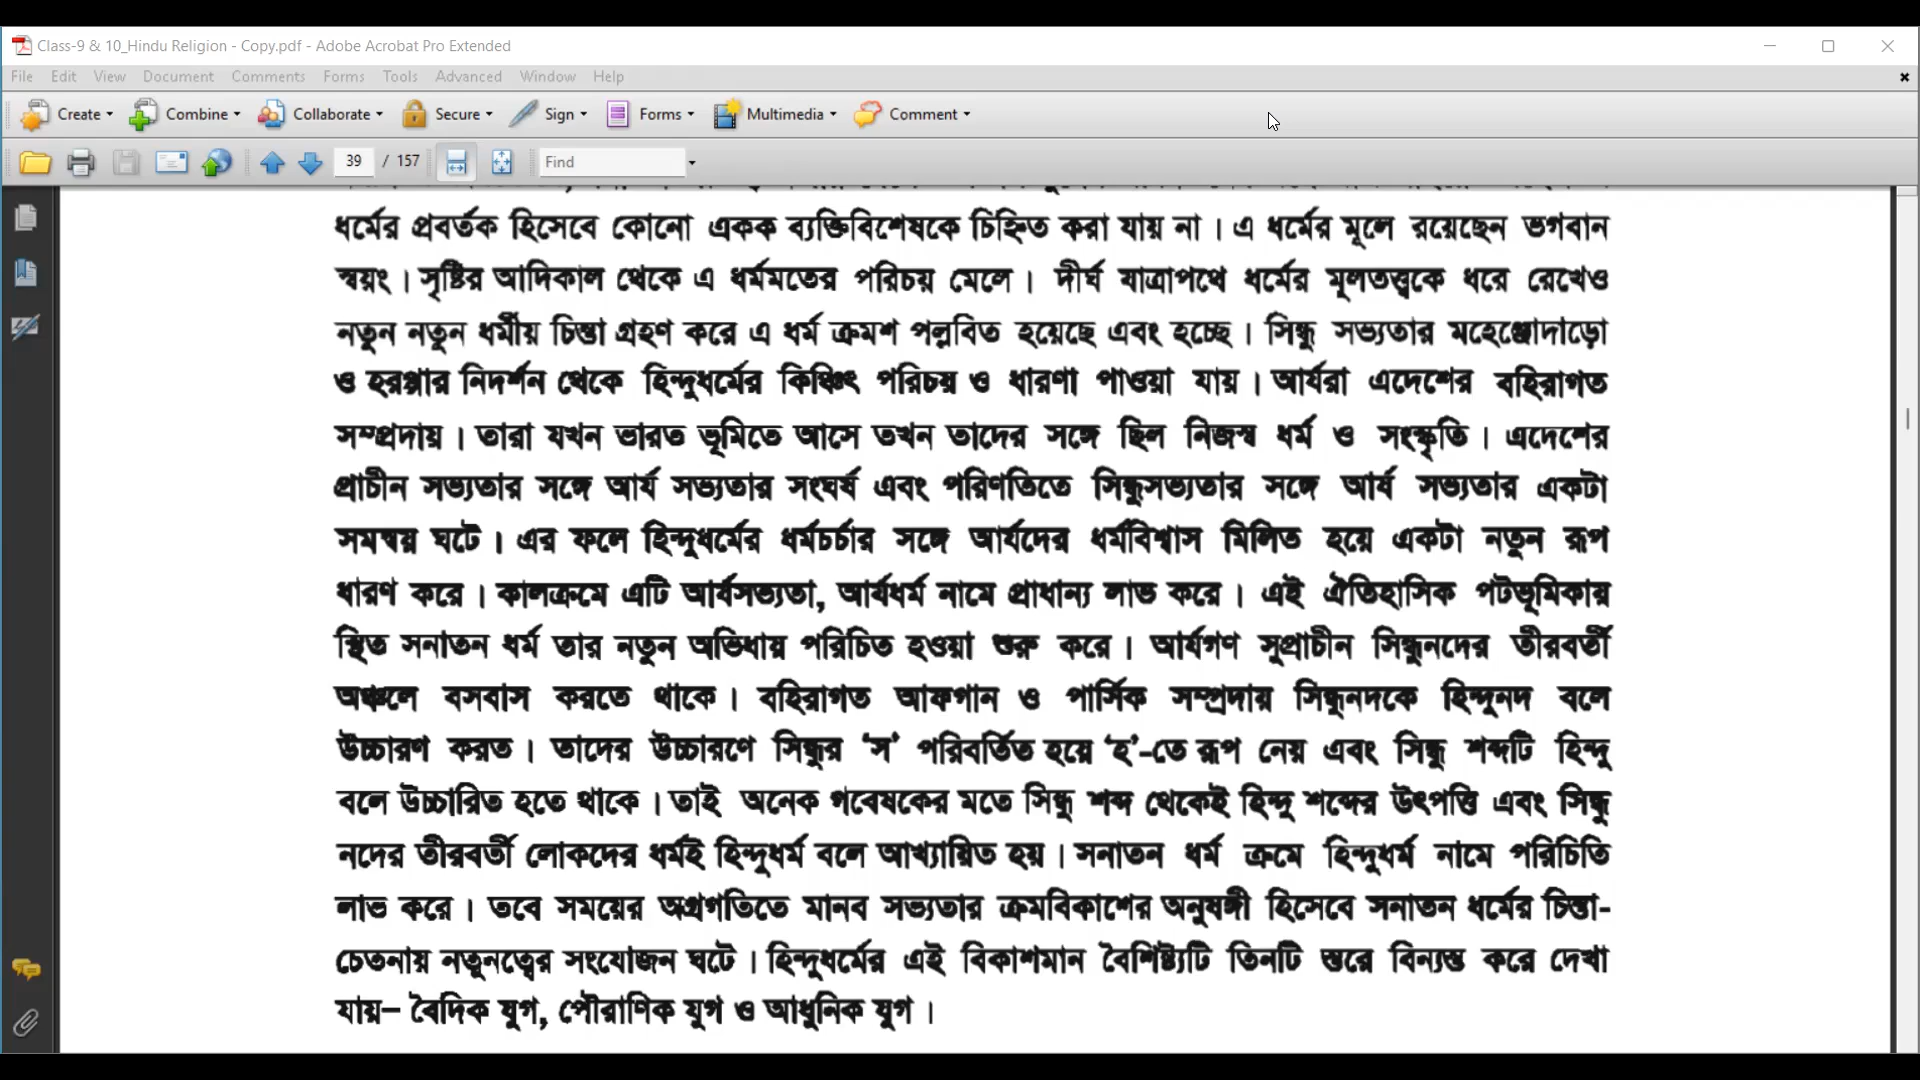 Class-9 & 10_Hindu Religion - Copy.pdf - Adobe Acrobat Pro Extended
File Edit View Document Comments Forms Tools Advanced Window Help
Create Combine Collaborate Secure Sign Forms Multimedia Comment
39 / 157 Find
ধর্মের প্রবর্তক হিসেবে কোনো একক ব্যক্তিবিশেষকে চিহ্নিত করা যায় না । এ ধর্মের মূলে রয়েছেন ভগবান
স্বয়ং । সৃষ্টির আদিকাল থেকে এ ধর্মমতের পরিচয় মেলে । দীর্ঘ যাত্রাপথে ধর্মের মূলতত্ত্বকে ধরে রেখেও
নতুন নতুন ধর্মীয় চিন্তা গ্রহণ করে এ ধর্ম ক্রমশ পল্লবিত হয়েছে এবং হচ্ছে । সিন্ধু সভ্যতার মহেঞ্জোদাড়ো
ও হরপ্পার নিদর্শন থেকে হিন্দুধর্মের কিঞ্চিৎ পরিচয় ও ধারণা পাওয়া যায় । আর্যরা এদেশের বহিরাগত
সম্প্রদায় । তারা যখন ভারত ভূমিতে আসে তখন তাদের সঙ্গে ছিল নিজস্ব ধর্ম ও সংস্কৃতি । এদেশের
প্রাচীন সভ্যতার সঙ্গে আর্য সভ্যতার সংঘর্ষ এবং পরিণতিতে সিন্ধুসভ্যতার সঙ্গে আর্য সভ্যতার একটা
সমন্বয় ঘটে । এর ফলে হিন্দুধর্মের ধর্মচর্চার সঙ্গে আর্যদের ধর্মবিশ্বাস মিলিত হয়ে একটা নতুন রূপ
ধারণ করে । কালক্রমে এটি আর্যসভ্যতা, আর্যধর্ম নামে প্রাধান্য লাভ করে । এই ঐতিহাসিক পটভূমিকায়
স্থিত সনাতন ধর্ম তার নতুন অভিধায় পরিচিত হওয়া শুরু করে । আর্যগণ সুপ্রাচীন সিন্ধুনদের তীরবর্তী
অঞ্চলে বসবাস করতে থাকে । বহিরাগত আফগান ও পার্সিক সম্প্রদায় সিন্ধুনদকে হিন্দুনদ বলে
উচ্চারণ করত । তাদের উচ্চারণে সিন্ধুর ‘স’ পরিবর্তিত হয়ে ‘হ’-তে রূপ নেয় এবং সিন্ধু শব্দটি হিন্দু
বলে উচ্চারিত হতে থাকে । তাই অনেক গবেষকের মতে সিন্ধু শব্দ থেকেই হিন্দু শব্দের উৎপত্তি এবং সিন্ধু
নদের তীরবর্তী লোকদের ধর্মই হিন্দুধর্ম বলে আখ্যায়িত হয় । সনাতন ধর্ম ক্রমে হিন্দুধর্ম নামে পরিচিতি
লাভ করে । তবে সময়ের অগ্রগতিতে মানব সভ্যতার ক্রমবিকাশের অনুষঙ্গী হিসেবে সনাতন ধর্মের চিন্তা-
চেতনায় নতুনত্বের সংযোজন ঘটে । হিন্দুধর্মের এই বিকাশমান বৈশিষ্ট্যটি তিনটি স্তরে বিন্যস্ত করে দেখা
যায়– বৈদিক যুগ, পৌরাণিক যুগ ও আধুনিক যুগ ।